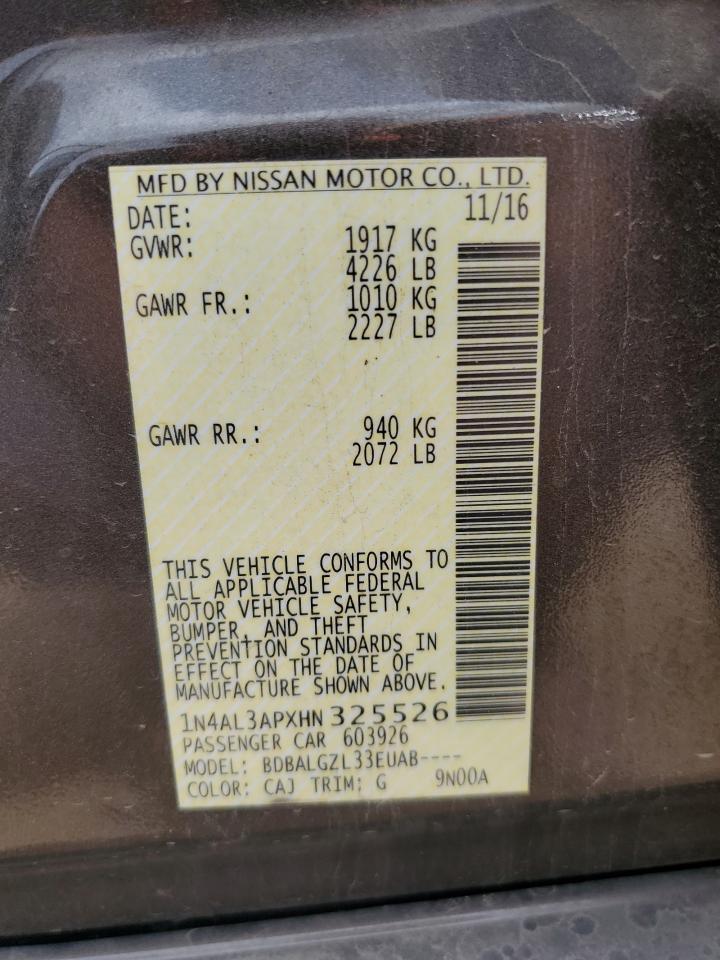 MFD BY NISSAN MOTOR CO., LTD.
DATE: 11/16
GVWR: 1917 KG
4226 LB
GAWR FR.: 1010 KG
2227 LB
GAWR RR.: 940 KG
2072 LB
THIS VEHICLE CONFORMS TO
ALL APPLICABLE FEDERAL
MOTOR VEHICLE SAFETY,
BUMPER, AND THEFT
PREVENTION STANDARDS IN
EFFECT ON THE DATE OF
MANUFACTURE SHOWN ABOVE.
1N4AL3APXHN325526
PASSENGER CAR 603926
MODEL: BDBALGZL33EUAB----
COLOR: CAJ TRIM: G 9N00A